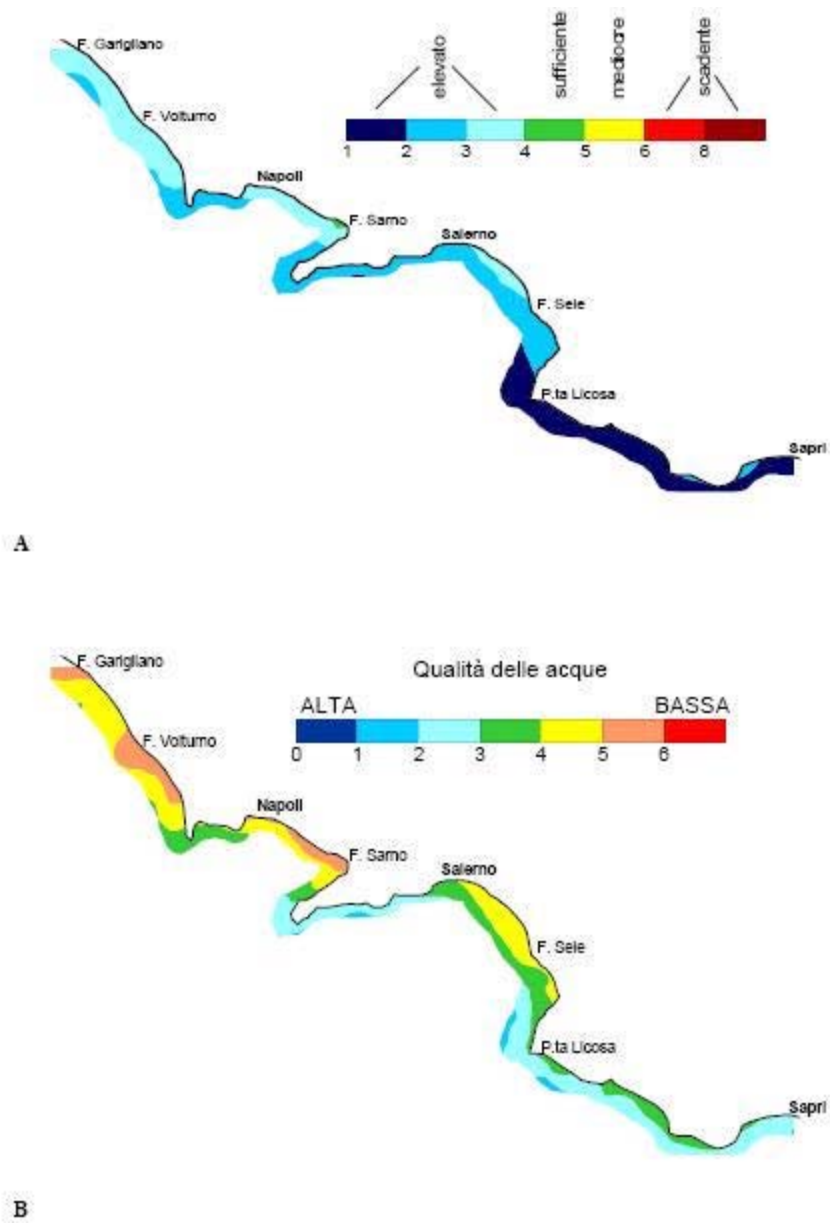 elevato
sufficiente
mediocre
scadente
F. Garigliano
1 2 3 4 5 6 8
F. Volturno
Napoli
F. Sarno
Salerno
F. Sele
P.ta Licosa
Sapri
A
F. Garigliano
Qualità delle acque
ALTA BASSA
F. Volturno
0 1 2 3 4 5 6
Napoli
F. Sarno
Salerno
F. Sele
P.ta Licosa
Sapri
B